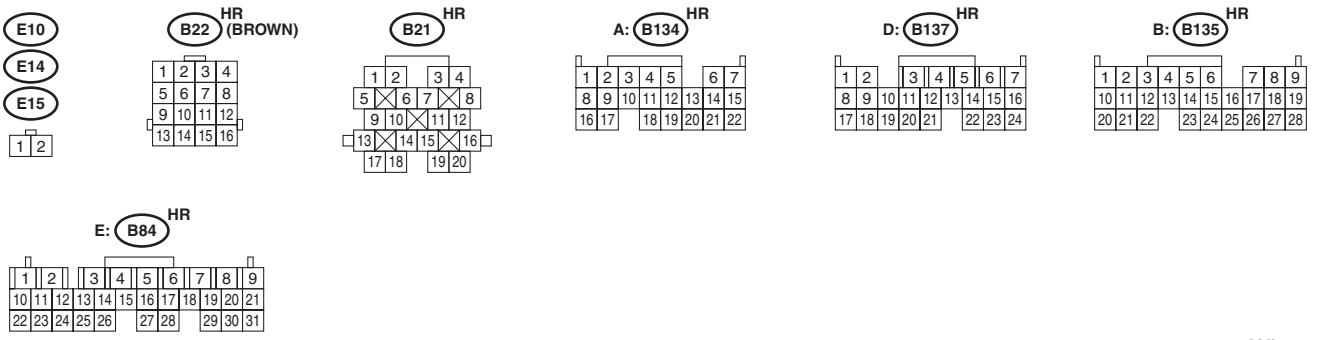 E10
E14
E15
1 2
B22 HR (BROWN)
1 2 3 4
5 6 7 8
9 10 11 12
13 14 15 16
B21 HR
1 2 3 4
5 6 7 8
9 10 11 12
13 14 15 16
17 18 19 20
A: B134 HR
1 2 3 4 5 6 7
8 9 10 11 12 13 14 15
16 17 18 19 20 21 22
D: B137 HR
1 2 3 4 5 6 7
8 9 10 11 12 13 14 15 16
17 18 19 20 21 22 23 24
B: B135 HR
1 2 3 4 5 6 7 8 9
10 11 12 13 14 15 16 17 18 19
20 21 22 23 24 25 26 27 28
E: B84 HR
1 2 3 4 5 6 7 8 9
10 11 12 13 14 15 16 17 18 19 20 21
22 23 24 25 26 27 28 29 30 31